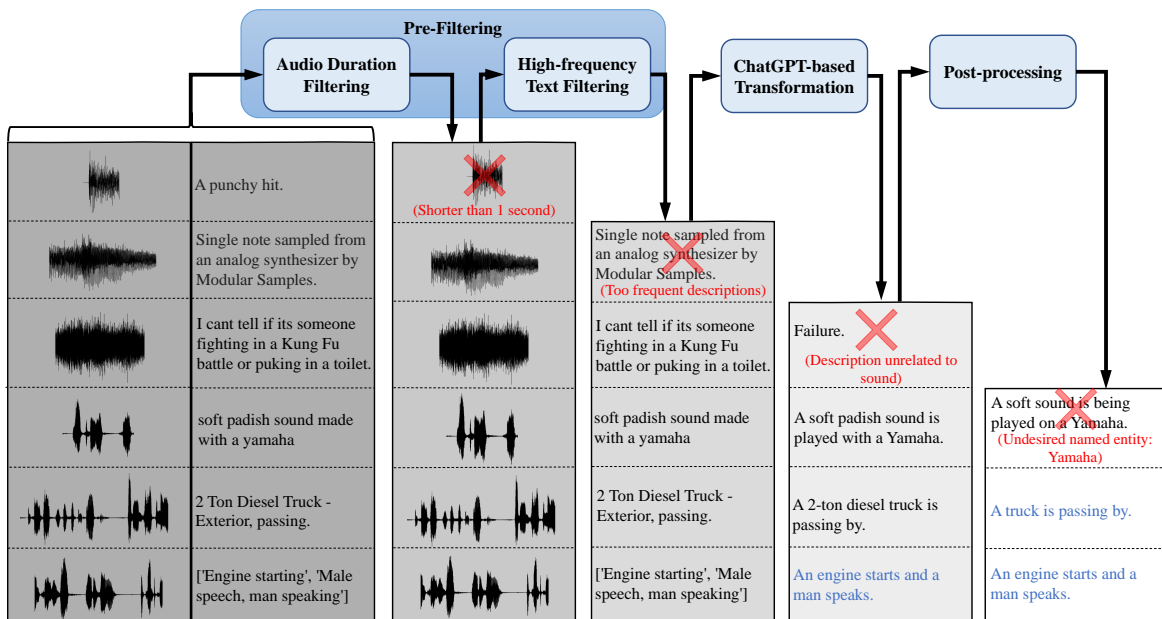 Pre-Filtering
Audio Duration
Filtering
High-frequency
Text Filtering
ChatGPT-based
Transformation
Post-processing
A punchy hit.
Single note sampled from
an analog synthesizer by
Modular Samples.
I cant tell if its someone
fighting in a Kung Fu
battle or puking in a toilet.
soft padish sound made
with a yamaha
2 Ton Diesel Truck -
Exterior, passing.
['Engine starting', 'Male
speech, man speaking']
(Shorter than 1 second)
Single note sampled from
an analog synthesizer by
Modular Samples.
(Too frequent descriptions)
I cant tell if its someone
fighting in a Kung Fu
battle or puking in a toilet.
soft padish sound made
with a yamaha
2 Ton Diesel Truck -
Exterior, passing.
['Engine starting', 'Male
speech, man speaking']
Failure.
(Description unrelated to
sound)
A soft padish sound is
played with a Yamaha.
A 2-ton diesel truck is
passing by.
An engine starts and a
man speaks.
A soft sound is being
played on a Yamaha.
(Undesired named entity:
Yamaha)
A truck is passing by.
An engine starts and a
man speaks.